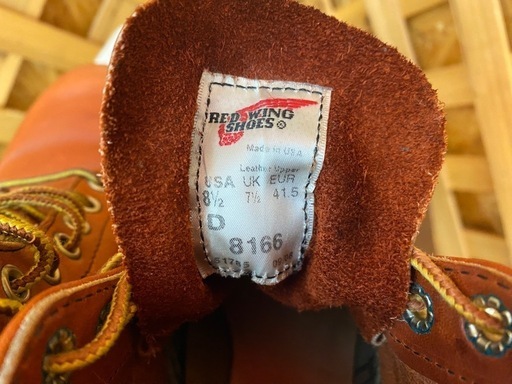 RED WING
SHOES ®
Made in USA
Leather Upper
USA UK EUR
8½ 7½ 41.5
D
8166